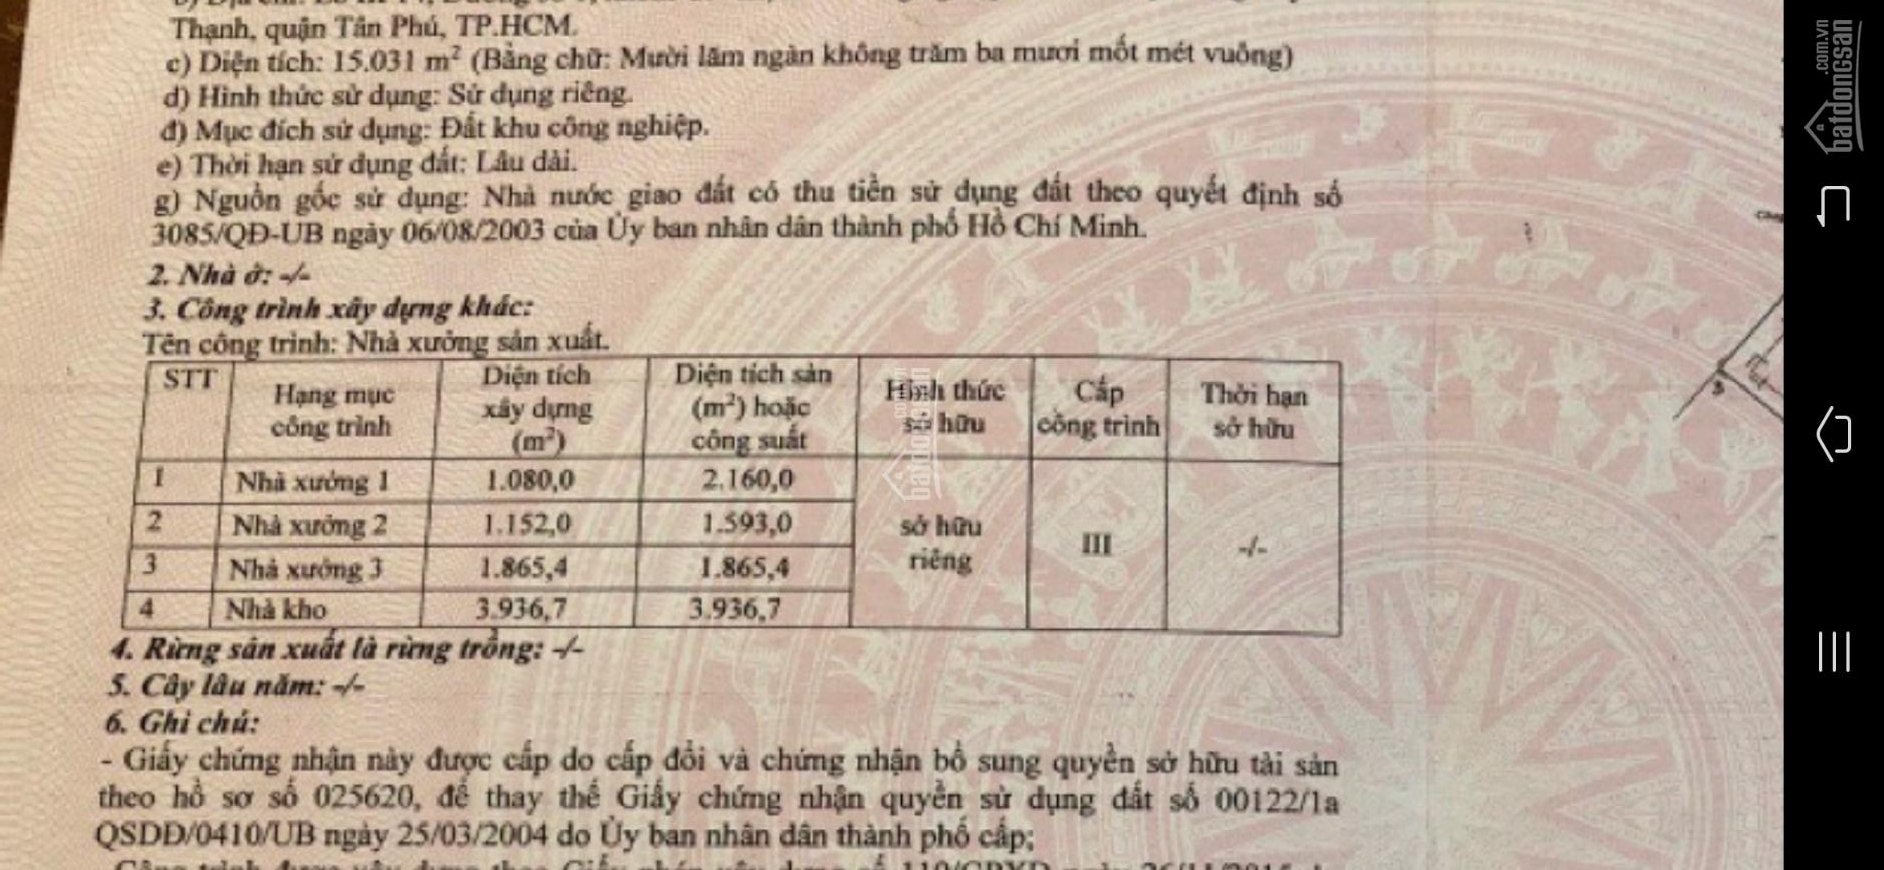 Thạnh, quận Tân Phú, TP.HCM.
c) Diện tích: 15.031 m² (Bằng chữ: Mười lăm ngàn không trăm ba mươi mốt mét vuông)
d) Hình thức sử dụng: Sử dụng riêng.
đ) Mục đích sử dụng: Đất khu công nghiệp.
e) Thời hạn sử dụng đất: Lâu dài.
g) Nguồn gốc sử dụng: Nhà nước giao đất có thu tiền sử dụng đất theo quyết định số
3085/QĐ-UB ngày 06/08/2003 của Ủy ban nhân dân thành phố Hồ Chí Minh.
2. Nhà ở: -/-
3. Công trình xây dựng khác:
Tên công trình: Nhà xưởng sản xuất.
STT Hạng mục công trình Diện tích xây dựng (m²) Diện tích sàn (m²) hoặc công suất Hình thức sở hữu Cấp công trình Thời hạn sở hữu
1 Nhà xưởng 1 1.080,0 2.160,0
2 Nhà xưởng 2 1.152,0 1.593,0 sở hữu riêng III -/-
3 Nhà xưởng 3 1.865,4 1.865,4
4 Nhà kho 3.936,7 3.936,7
4. Rừng sản xuất là rừng trồng: -/-
5. Cây lâu năm: -/-
6. Ghi chú:
- Giấy chứng nhận này được cấp do cấp đổi và chứng nhận bổ sung quyền sở hữu tài sản
theo hồ sơ số 025620, để thay thế Giấy chứng nhận quyền sử dụng đất số 00122/1a
QSDĐ/0410/UB ngày 25/03/2004 do Ủy ban nhân dân thành phố cấp;
batdongsan.com.vn
3